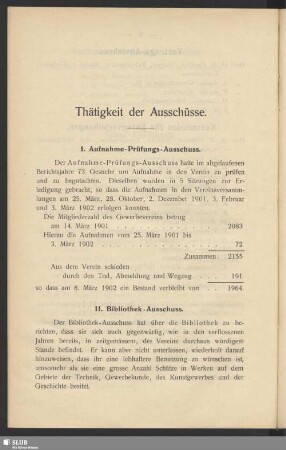 Thätigkeit der Ausschüsse.
I. Aufnahme-Prüfungs-Ausschuss.
Der Aufnahme-Prüfungs-Ausschuss hatte im abgelaufenen
Berichtsjahre 73 Gesuche um Aufnahme in den Verein zu prüfen
und zu begutachten. Dieselben wurden in 5 Sitzungen zur Er-
ledigung gebracht, so dass die Aufnahmen in den Vereinsversamm-
lungen am 25. März, 28. Oktober, 2. Dezember 1901, 3. Februar
und 3. März 1902 erfolgen konnten.
Die Mitgliederzahl des Gewerbevereins betrug
am 14. März 1901 . . . 2083
Hierzu die Aufnahmen vom 25. März 1901 bis
3. März 1902 . . . 72
Zusammen: 2155
Aus dem Verein schieden
durch den Tod, Abmeldung und Wegzug . . . 191
so dass am 8. März 1902 ein Bestand verbleibt von . . 1964.
II. Bibliothek-Ausschuss.
Der Bibliothek-Ausschuss hat über die Bibliothek zu be-
richten, dass sie sich auch gegenwärtig, wie in den verflossenen
Jahren bereits, in zeitgemässem, des Vereins durchaus würdigem
Stande befindet. Er kann aber nicht unterlassen, wiederholt darauf
hinzuweisen, dass ihr eine lebhaftere Benutzung zu wünschen ist,
umsomehr als sie eine grosse Anzahl Schätze in Werken auf dem
Gebiete der Technik, Gewerbekunde, des Kunstgewerbes und der
Geschichte besitzt.
SLUB
Wir führen Wissen.